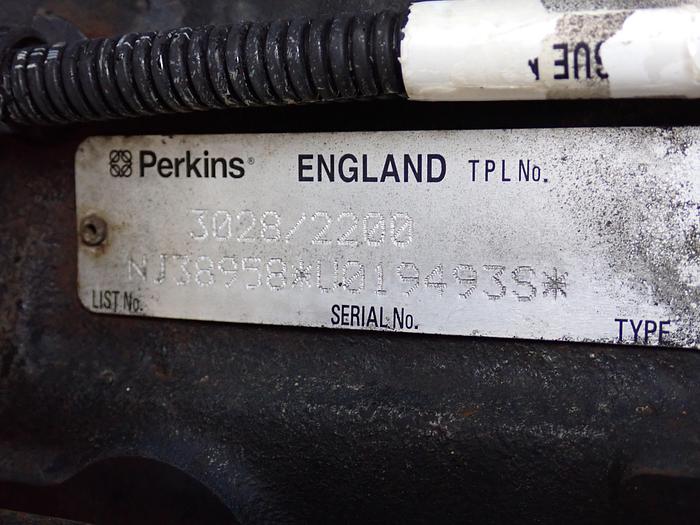 Perkins® ENGLAND TPL No.
3028/2200
NJ38958*U019493S*
LIST No. SERIAL No. TYPE